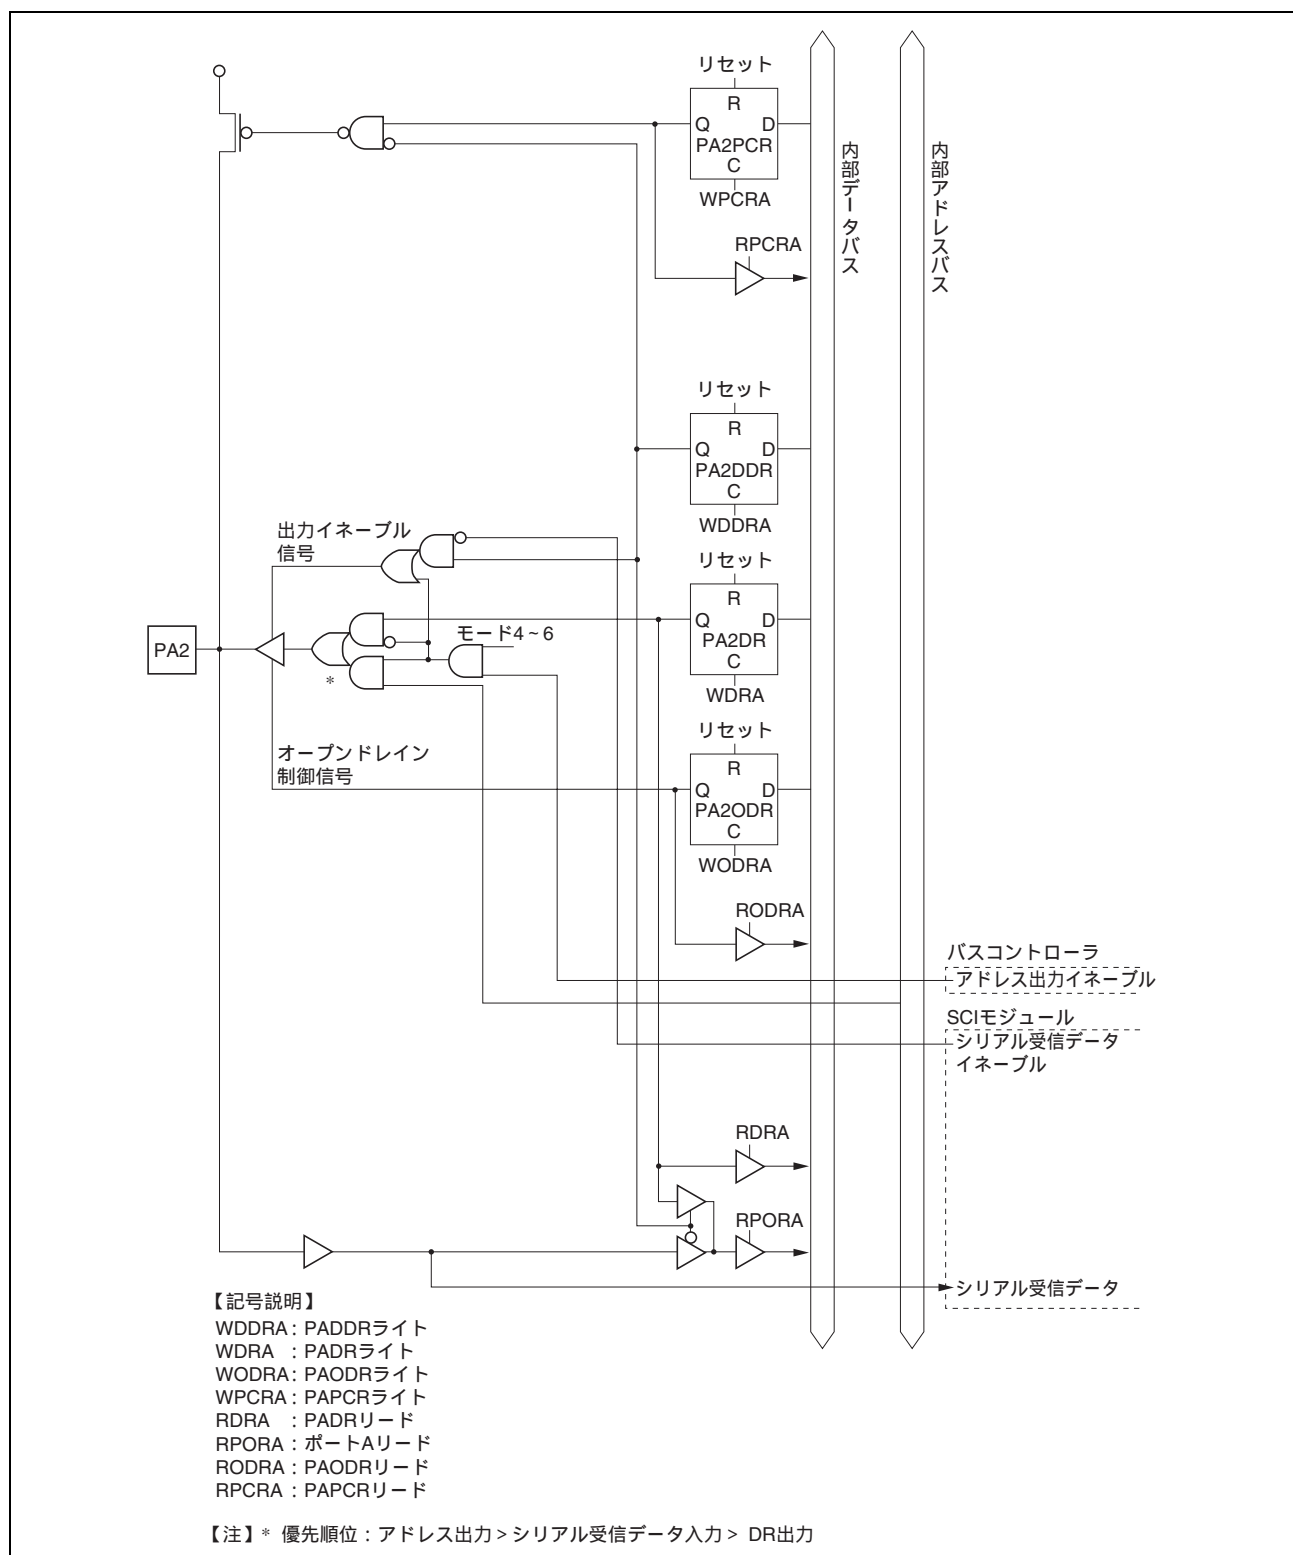 リセット
R
Q D
PA2PCR
C
WPCRA
内部データバス
内部アドレスバス
RPCRA
リセット
R
Q D
PA2DDR
C
WDDRA
出力イネーブル
信号
リセット
R
Q D
PA2DR
C
WDRA
モード4~6
PA2
*
オープンドレイン
制御信号
リセット
R
Q D
PA2ODR
C
WODRA
RODRA
バスコントローラ
アドレス出力イネーブル
SCIモジュール
シリアル受信データ
イネーブル
RDRA
RPORA
シリアル受信データ
【記号説明】
WDDRA:PADDRライト
WDRA :PADRライト
WODRA:PAODRライト
WPCRA:PAPCRライト
RDRA :PADRリード
RPORA:ポートAリード
RODRA:PAODRリード
RPCRA:PAPCRリード
【注】* 優先順位:アドレス出力>シリアル受信データ入力> DR出力